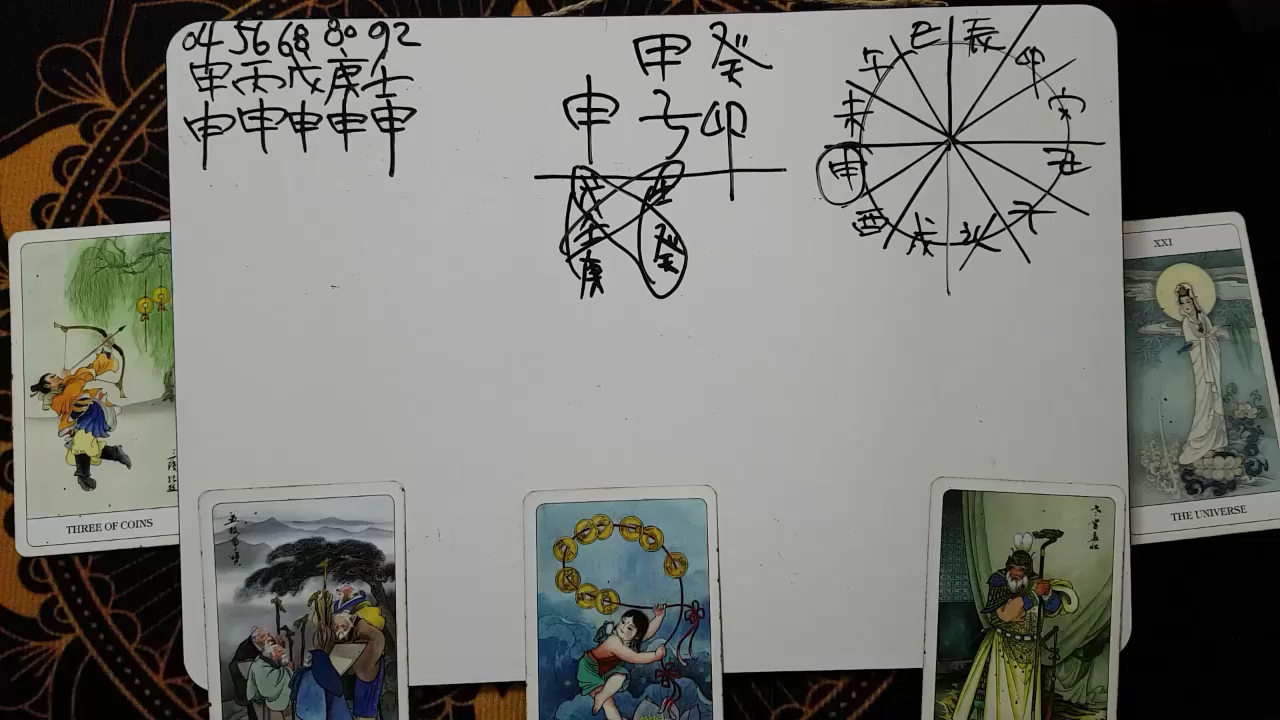 04 56 68 80 92
甲 丙 戊 庚 壬
申 申 申 申 申
甲 癸
申 子 卯
戊 癸
壬
庚
巳 辰
午 卯
未 寅
申 丑
酉 子
戌 亥
XXI
THREE OF COINS
THE UNIVERSE